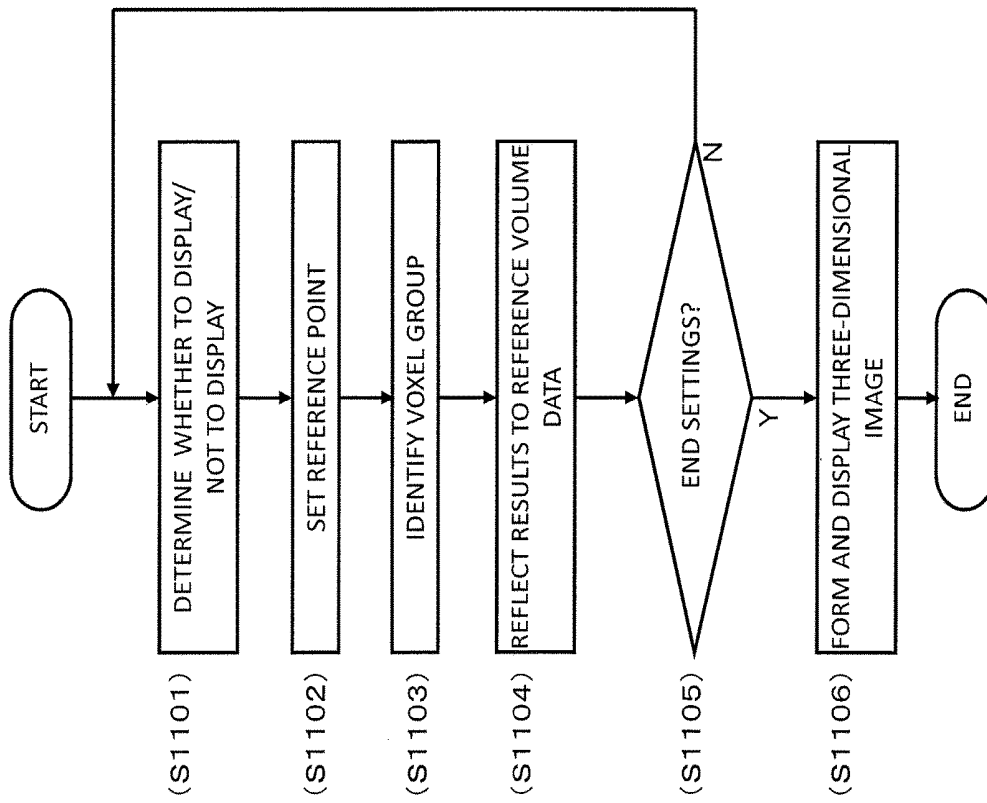 START
(S1101)
DETERMINE WHETHER TO DISPLAY/
NOT TO DISPLAY
(S1102)
SET REFERENCE POINT
(S1103)
IDENTIFY VOXEL GROUP
(S1104)
REFLECT RESULTS TO REFERENCE VOLUME
DATA
(S1105)
END SETTINGS?
N
Y
(S1106)
FORM AND DISPLAY THREE-DIMENSIONAL
IMAGE
END